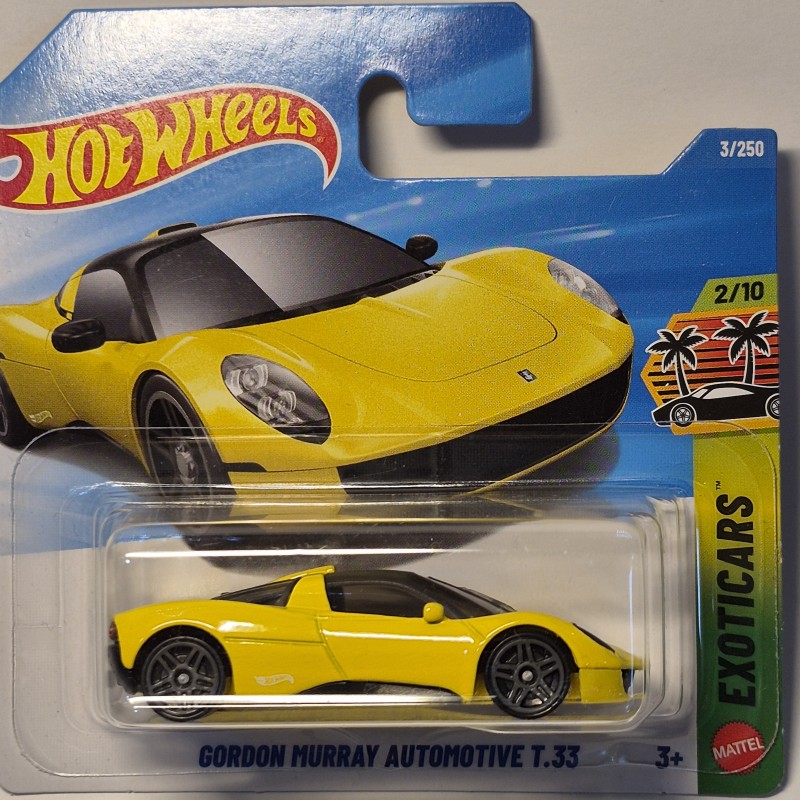 HOT WHEELS
3/250
2/10
EXOTICARS™
GORDON MURRAY AUTOMOTIVE T.33
3+
MATTEL